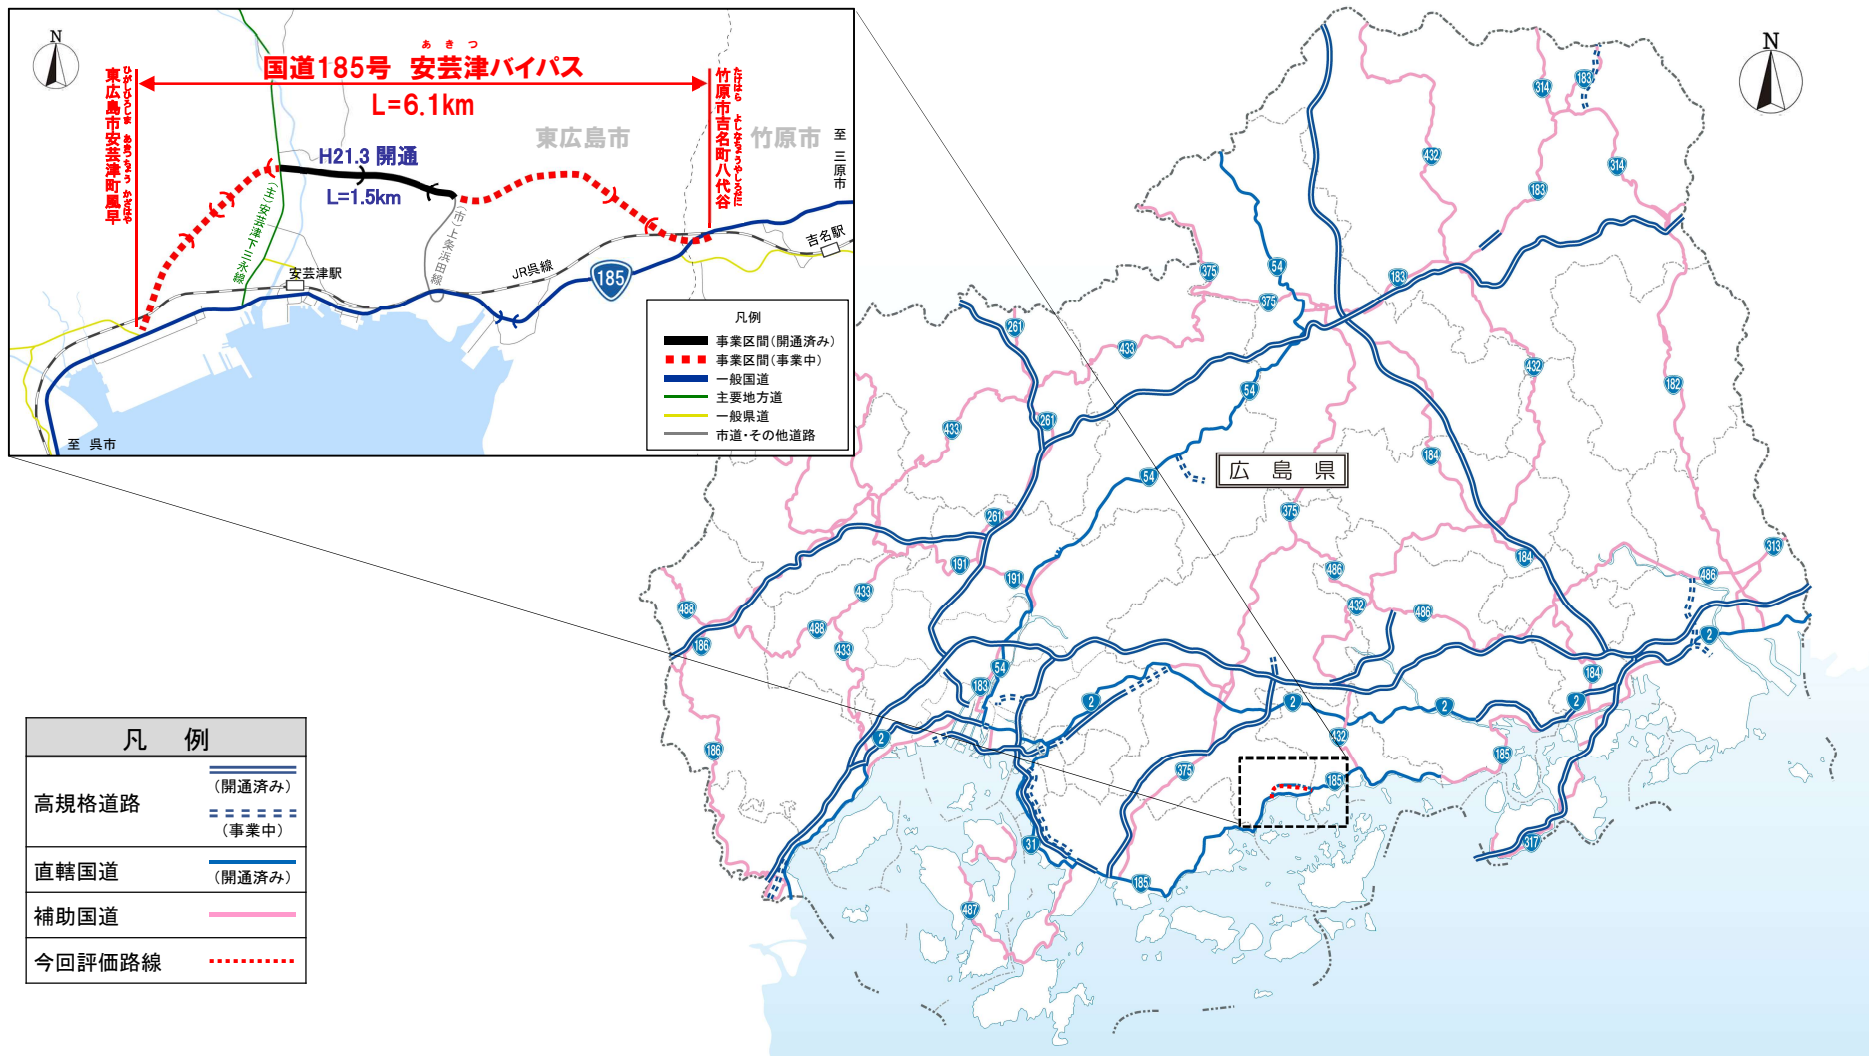 N
あきつ
国道185号 安芸津バイパス
L=6.1km
ひがしひろしま あきつちょう かざはや
東広島市安芸津町風早
たけはら よしなちょうやしろだに
竹原市吉名町八代谷
東広島市
竹原市
至 三原市
H21.3 開通
L=1.5km
(主)安芸津下三永線
(市)上条浜田線
安芸津駅
JR呉線
185
吉名駅
至 呉市
凡例
事業区間(開通済み)
事業区間(事業中)
一般国道
主要地方道
一般県道
市道・その他道路
N
183
314
432
314
183
375
54
375
183
261
433
432
182
54
261
433
184
54
広島県
375
261
184
313
191
191
486
486
433
488
432
486
488
186
433
2
54
183
184
2
2
2
2
432
2
186
375
185
185
31
317
185
487
凡 例
高規格道路
(開通済み)
(事業中)
直轄国道
(開通済み)
補助国道
今回評価路線